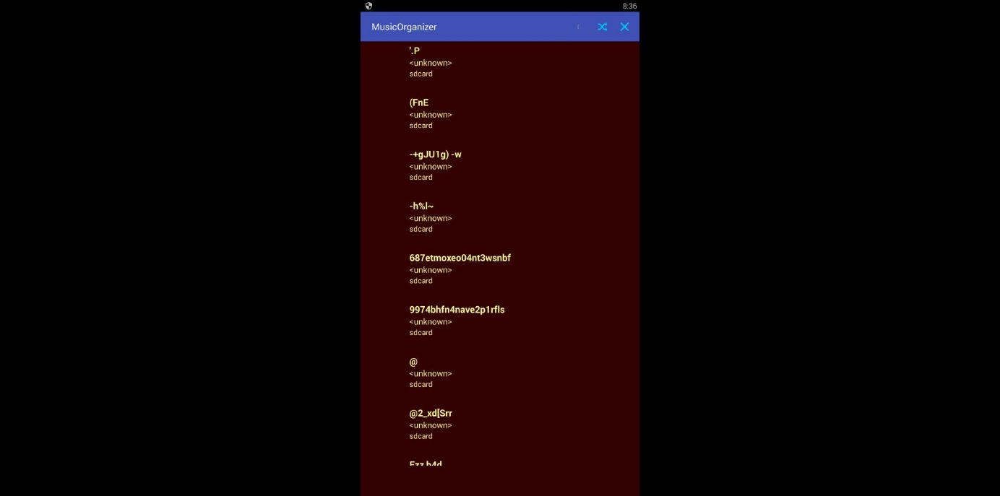 8:36
MusicOrganizer
'.P
<unknown>
sdcard
(FnE
<unknown>
sdcard
-+gJU1g) -w
<unknown>
sdcard
-h%l~
<unknown>
sdcard
687etmoxeo04nt3wsnbf
<unknown>
sdcard
9974bhfn4nave2p1rfls
<unknown>
sdcard
@
<unknown>
sdcard
@2_xd[Srr
<unknown>
sdcard